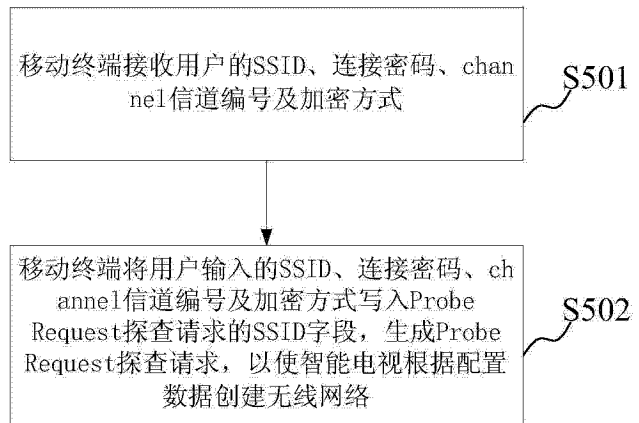 移动终端接收用户的SSID、连接密码、chan
nel信道编号及加密方式
S501
移动终端将用户输入的SSID、连接密码、ch
annel信道编号及加密方式写入Probe
Request探查请求的SSID字段，生成Probe
Request探查请求，以使智能电视根据配置
数据创建无线网络
S502